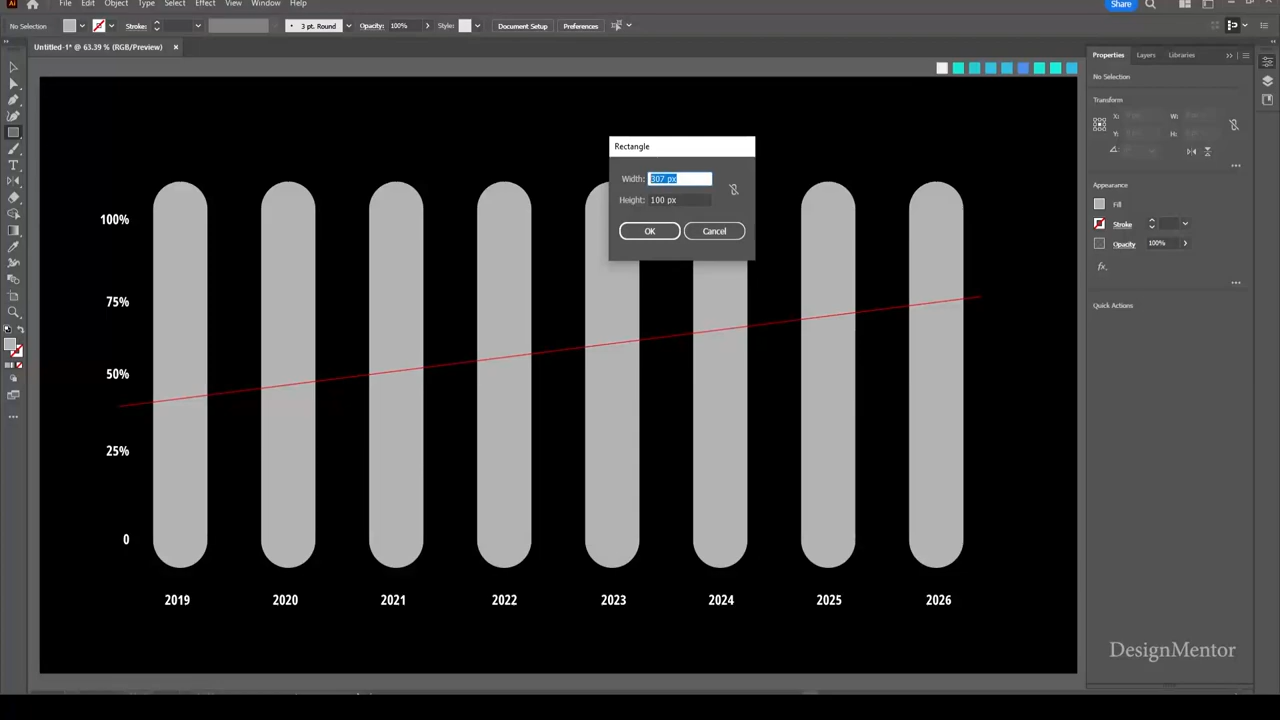 Ai File Edit Object Type Select Effect View Window Help Share
No Selection Stroke: 3 pt. Round Opacity: 100% Style: Document Setup Preferences
Untitled-1* @ 63.39 % (RGB/Preview) ×
Properties Layers Libraries
No Selection
Transform
X: W:
Y: H:
Appearance
Fill
Stroke
Opacity 100%
fx.
Quick Actions
Rectangle
Width: 307 px
Height: 100 px
OK Cancel
100%
75%
50%
25%
0
2019 2020 2021 2022 2023 2024 2025 2026
DesignMentor